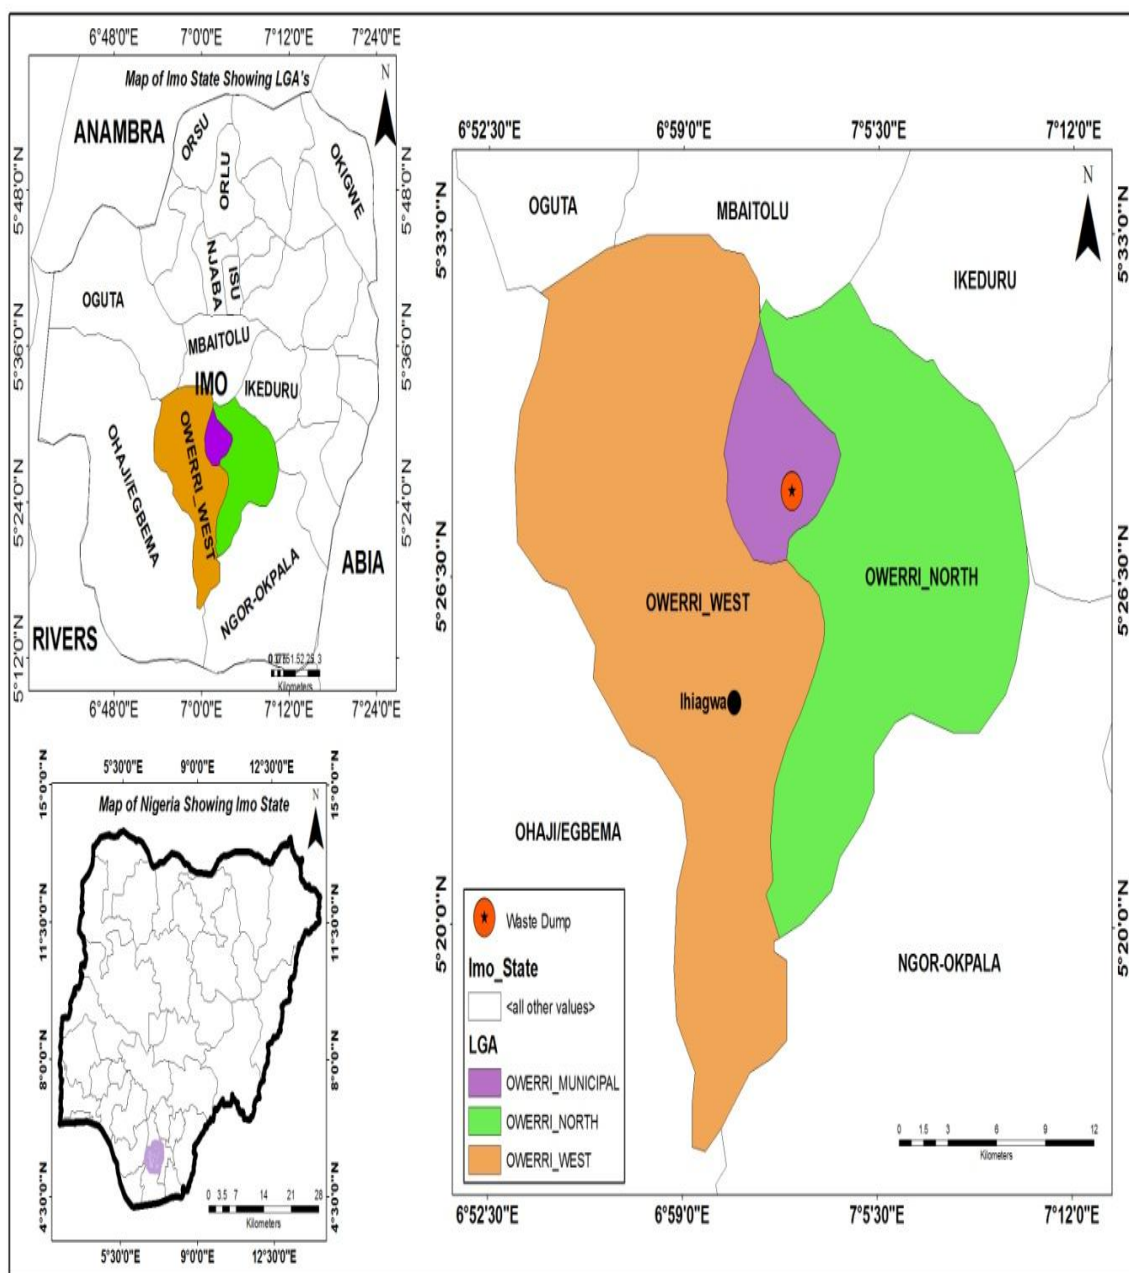 6°48'0"E 7°0'0"E 7°12'0"E 7°24'0"E
Map of Imo State Showing LGA's
N
ANAMBRA
ORSU
ORLU
OKIGWE
NJABA
ISU
OGUTA
MBAITOLU
IMO
IKEDURU
OWERRI_WEST
OHAJI/EGBEMA
ABIA
NGOR-OKPALA
RIVERS
Kilometers
5°48'0"N
5°36'0"N
5°24'0"N
5°12'0"N
5°48'0"N
5°36'0"N
5°24'0"N
5°12'0"N
6°48'0"E 7°0'0"E 7°12'0"E 7°24'0"E
5°30'0"E 9°0'0"E 12°30'0"E
Map of Nigeria Showing Imo State
N
15°0'0"N
11°30'0"N
8°0'0"N
4°30'0"N
15°0'0"N
11°30'0"N
8°0'0"N
4°30'0"N
0 3.5 7 14 21 28
Kilometers
5°30'0"E 9°0'0"E 12°30'0"E
6°52'30"E 6°59'0"E 7°5'30"E 7°12'0"E
N
OGUTA
MBAITOLU
IKEDURU
5°33'0"N
5°26'30"N
5°20'0"N
5°33'0"N
5°26'30"N
5°20'0"N
OWERRI_NORTH
OWERRI_WEST
Ihiagwa
OHAJI/EGBEMA
NGOR-OKPALA
Waste Dump
Imo_State
<all other values>
LGA
OWERRI_MUNICIPAL
OWERRI_NORTH
OWERRI_WEST
0 1.5 3 6 9 12
Kilometers
6°52'30"E 6°59'0"E 7°5'30"E 7°12'0"E